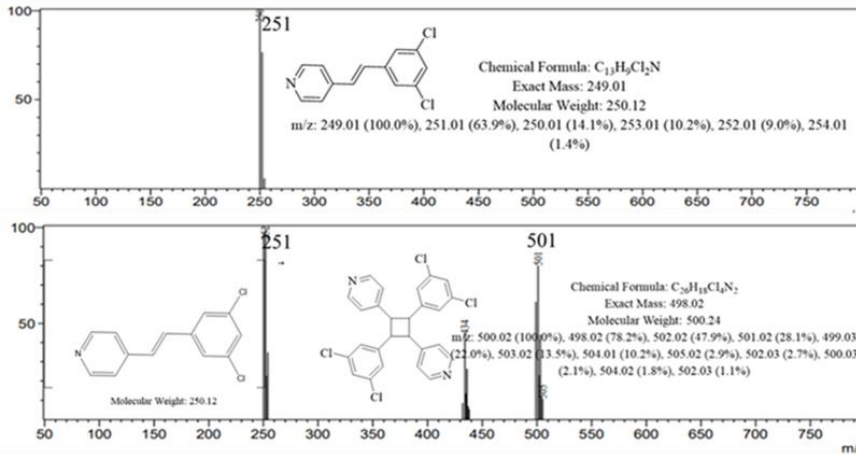 100
251
Cl
N
Cl
Chemical Formula: C₁₃H₉Cl₂N
Exact Mass: 249.01
Molecular Weight: 250.12
m/z: 249.01 (100.0%), 251.01 (63.9%), 250.01 (14.1%), 253.01 (10.2%), 252.01 (9.0%), 254.01
(1.4%)
50
50 100 150 200 250 300 350 400 450 500 550 600 650 700 750
100
251
501
501
Cl
N
Cl
Cl
N
Cl
Cl
Cl
N
434
Chemical Formula: C₂₆H₁₈Cl₄N₂
Exact Mass: 498.02
Molecular Weight: 500.24
m/z: 500.02 (100.0%), 498.02 (78.2%), 502.02 (47.9%), 501.02 (28.1%), 499.03
(22.0%), 503.02 (13.5%), 504.01 (10.2%), 505.02 (2.9%), 502.03 (2.7%), 500.03
(2.1%), 504.02 (1.8%), 502.03 (1.1%)
50
Molecular Weight: 250.12
505
50 100 150 200 250 300 350 400 450 500 550 600 650 700 750